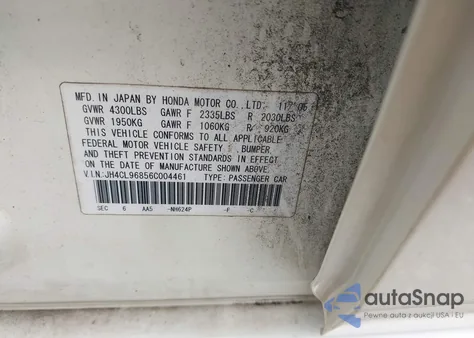 MFD. IN JAPAN BY HONDA MOTOR CO., LTD. 11/05
GVWR 4300LBS GAWR F 2335LBS R 2030LBS
GVWR 1950KG GAWR F 1060KG R 920KG
THIS VEHICLE CONFORMS TO ALL APPLICABLE
FEDERAL MOTOR VEHICLE SAFETY, BUMPER,
AND THEFT PREVENTION STANDARDS IN EFFECT
ON THE DATE OF MANUFACTURE SHOWN ABOVE.
V.I.N.:JH4CL96856C004461 TYPE: PASSENGER CAR
SEC 6 AA5 -NH624P -F -C
autoSnap
Pewne auta z aukcji USA i EU